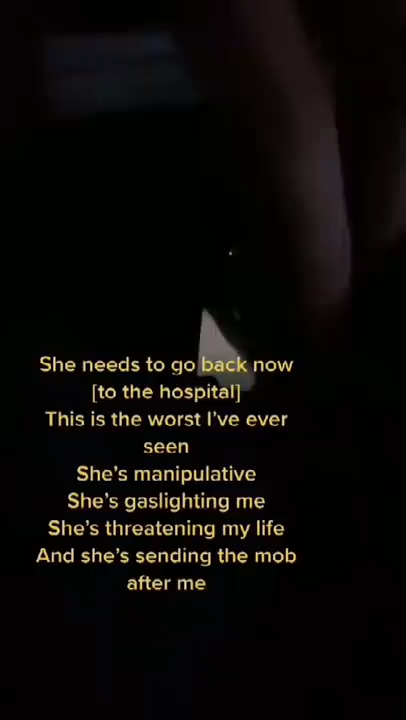 She needs to go back now
[to the hospital]
This is the worst I've ever
seen
She's manipulative
She's gaslighting me
She's threatening my life
And she's sending the mob
after me